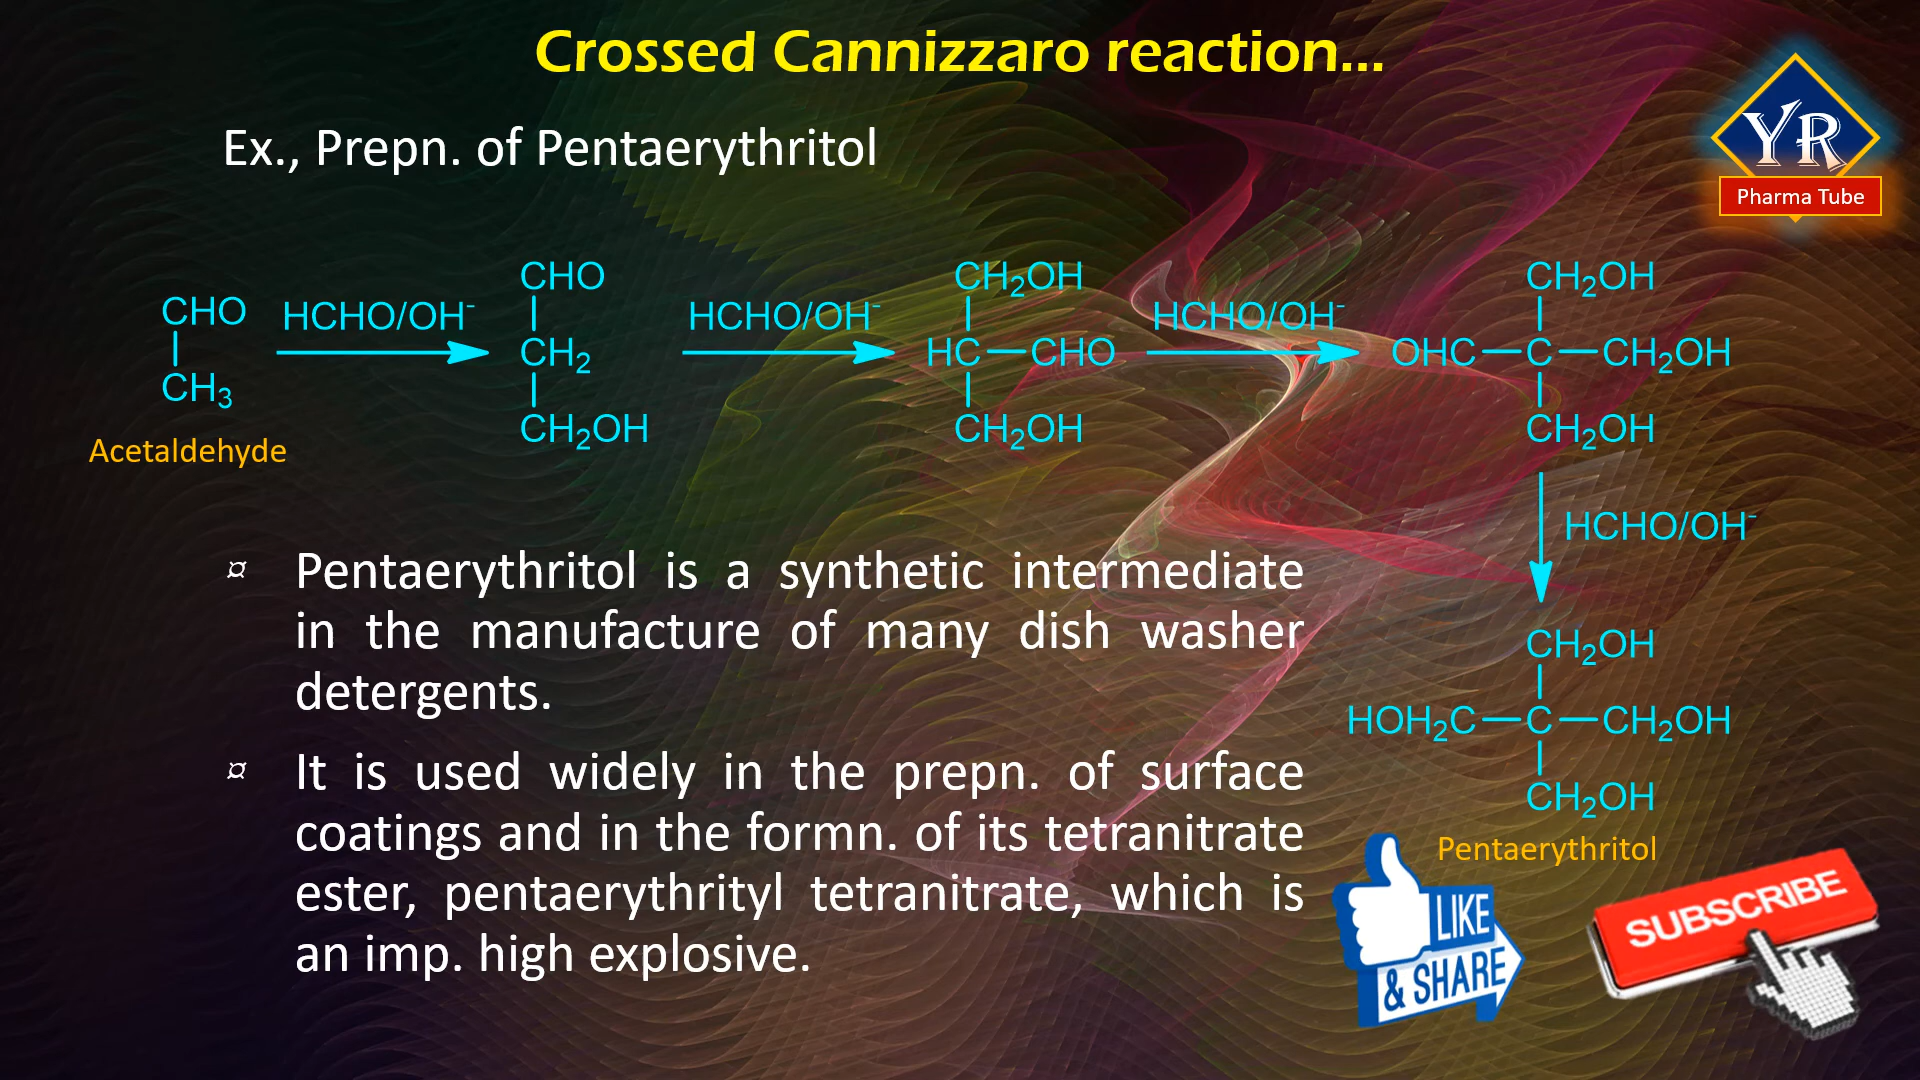 Crossed Cannizzaro reaction...
YR
Pharma Tube
Ex., Prepn. of Pentaerythritol
CHO
CH₃
Acetaldehyde
HCHO/OH⁻
CHO
CH₂
CH₂OH
HCHO/OH⁻
CH₂OH
HC—CHO
CH₂OH
HCHO/OH⁻
CH₂OH
OHC—C—CH₂OH
CH₂OH
HCHO/OH⁻
CH₂OH
HOH₂C—C—CH₂OH
CH₂OH
Pentaerythritol
¤ Pentaerythritol is a synthetic intermediate
in the manufacture of many dish washer
detergents.
¤ It is used widely in the prepn. of surface
coatings and in the formn. of its tetranitrate
ester, pentaerythrityl tetranitrate, which is
an imp. high explosive.
LIKE
& SHARE
SUBSCRIBE